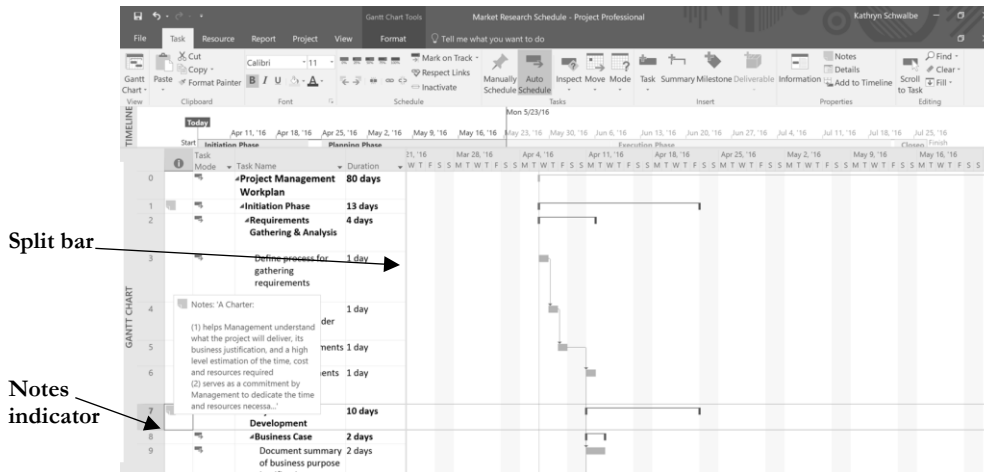 Gantt Chart Tools
Market Research Schedule - Project Professional
Kathryn Schwalbe
File Task Resource Report Project View Format Tell me what you want to do
Cut
Copy
Format Painter
Paste
Gantt Chart
Calibri 11
B I U A
Mark on Track
Respect Links
Inactivate
Manually Schedule
Auto Schedule
Inspect Move Mode
Task Summary Milestone Deliverable
Information
Notes
Details
Add to Timeline
Scroll to Task
Find
Clear
Fill
View Clipboard Font Schedule Tasks Insert Properties Editing
Mon 5/23/16
TIMELINE
Today
Apr 11, '16 Apr 18, '16 Apr 25, '16 May 2, '16 May 9, '16 May 16, '16 May 23, '16 May 30, '16 Jun 6, '16 Jun 13, '16 Jun 20, '16 Jun 27, '16 Jul 4, '16 Jul 11, '16 Jul 18, '16 Jul 25, '16
Start Initiation Phase Planning Phase Execution Phase Closeo Finish
Task Mode Task Name Duration
21, '16 Mar 28, '16 Apr 4, '16 Apr 11, '16 Apr 18, '16 Apr 25, '16 May 2, '16 May 9, '16 May 16, '16
W T F S S M T W T F S S M T W T F S S M T W T F S S M T W T F S S M T W T F S S M T W T F S S M T W T F S S M T W T F S S
0 Project Management 80 days
Workplan
1 Initiation Phase 13 days
2 Requirements 4 days
Gathering & Analysis
Split bar
3 Define process for 1 day
gathering
requirements
GANTT CHART
4 1 day
der
5 ments 1 day
6 ents 1 day
Notes: 'A Charter:
(1) helps Management understand
what the project will deliver, its
business justification, and a high
level estimation of the time, cost
and resources required
(2) serves as a commitment by
Management to dedicate the time
and resources necessa...'
Notes
indicator
7 10 days
Development
8 Business Case 2 days
9 Document summary 2 days
of business purpose